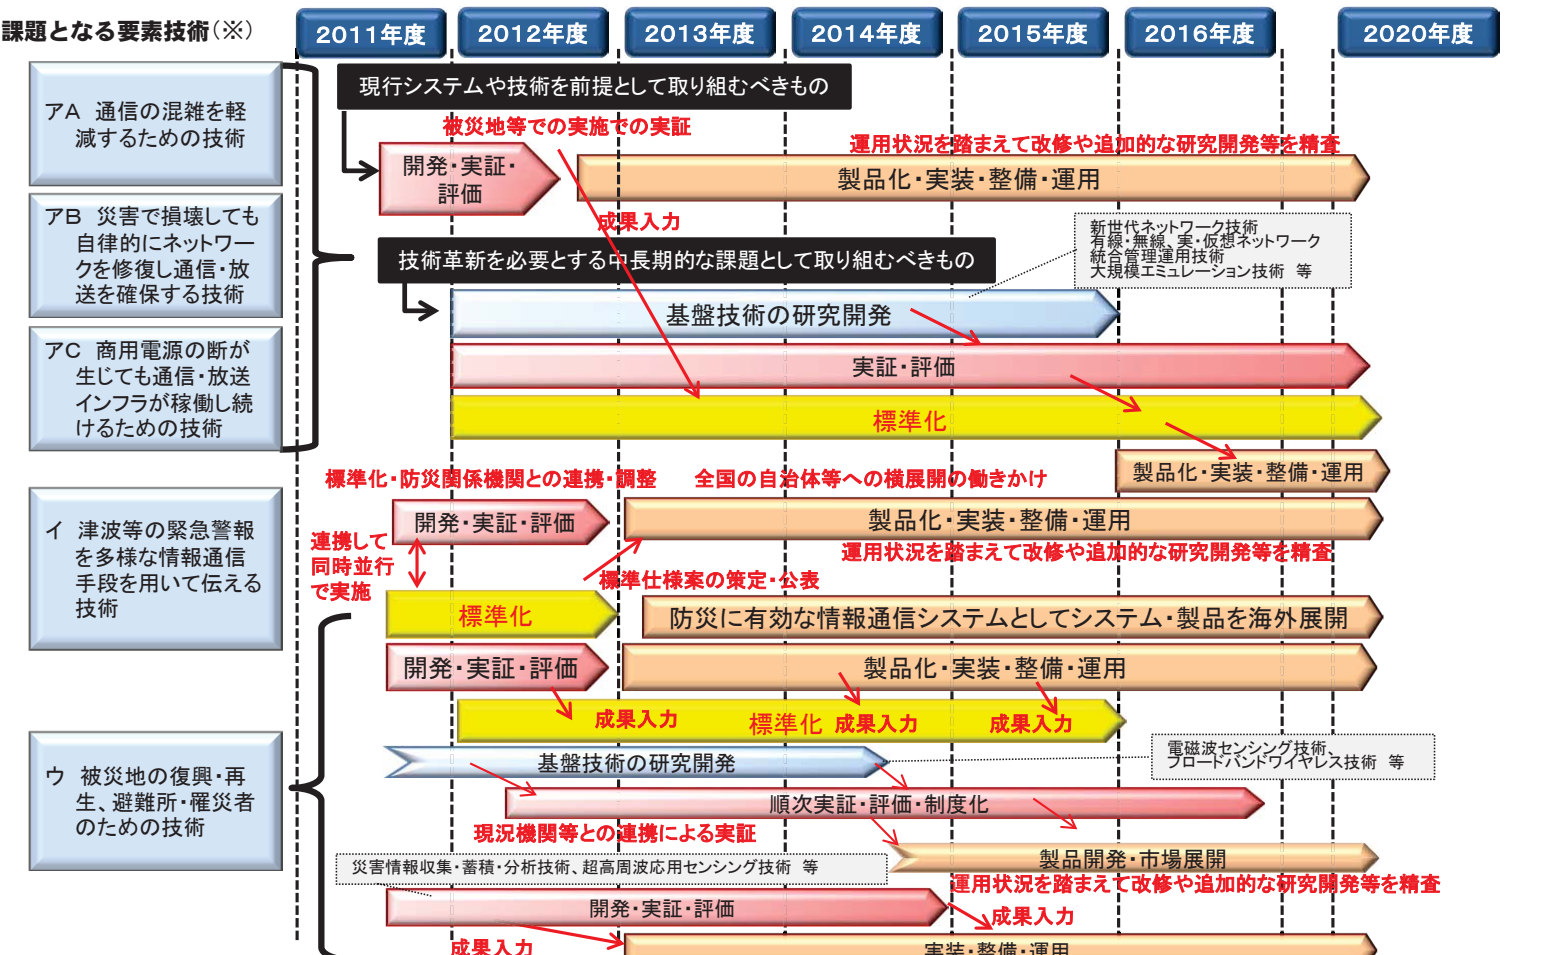 課題となる要素技術（※）
2011年度
2012年度
2013年度
2014年度
2015年度
2016年度
2020年度
アA　通信の混雑を軽
減するための技術
アB　災害で損壊しても
自律的にネットワー
クを修復し通信・放
送を確保する技術
アC　商用電源の断が
生じても通信・放送
インフラが稼働し続
けるための技術
現行システムや技術を前提として取り組むべきもの
被災地等での実施での実証
運用状況を踏まえて改修や追加的な研究開発等を精査
開発・実証・
評価
製品化・実装・整備・運用
成果入力
新世代ネットワーク技術
有線・無線、実・仮想ネットワーク
統合管理運用技術
大規模エミュレーション技術　等
技術革新を必要とする中長期的な課題として取り組むべきもの
基盤技術の研究開発
実証・評価
標準化
製品化・実装・整備・運用
イ　津波等の緊急警報
を多様な情報通信
手段を用いて伝える
技術
標準化・防災関係機関との連携・調整
全国の自治体等への横展開の働きかけ
開発・実証・評価
製品化・実装・整備・運用
連携して
同時並行
で実施
運用状況を踏まえて改修や追加的な研究開発等を精査
標準仕様案の策定・公表
標準化
防災に有効な情報通信システムとしてシステム・製品を海外展開
ウ　被災地の復興・再
生、避難所・罹災者
のための技術
開発・実証・評価
製品化・実装・整備・運用
成果入力
標準化
成果入力
成果入力
基盤技術の研究開発
電磁波センシング技術、
ブロードバンドワイヤレス技術　等
順次実証・評価・制度化
現況機関等との連携による実証
製品開発・市場展開
災害情報収集・蓄積・分析技術、超高周波応用センシング技術　等
運用状況を踏まえて改修や追加的な研究開発等を精査
開発・実証・評価
成果入力
成果入力
実装・整備・運用